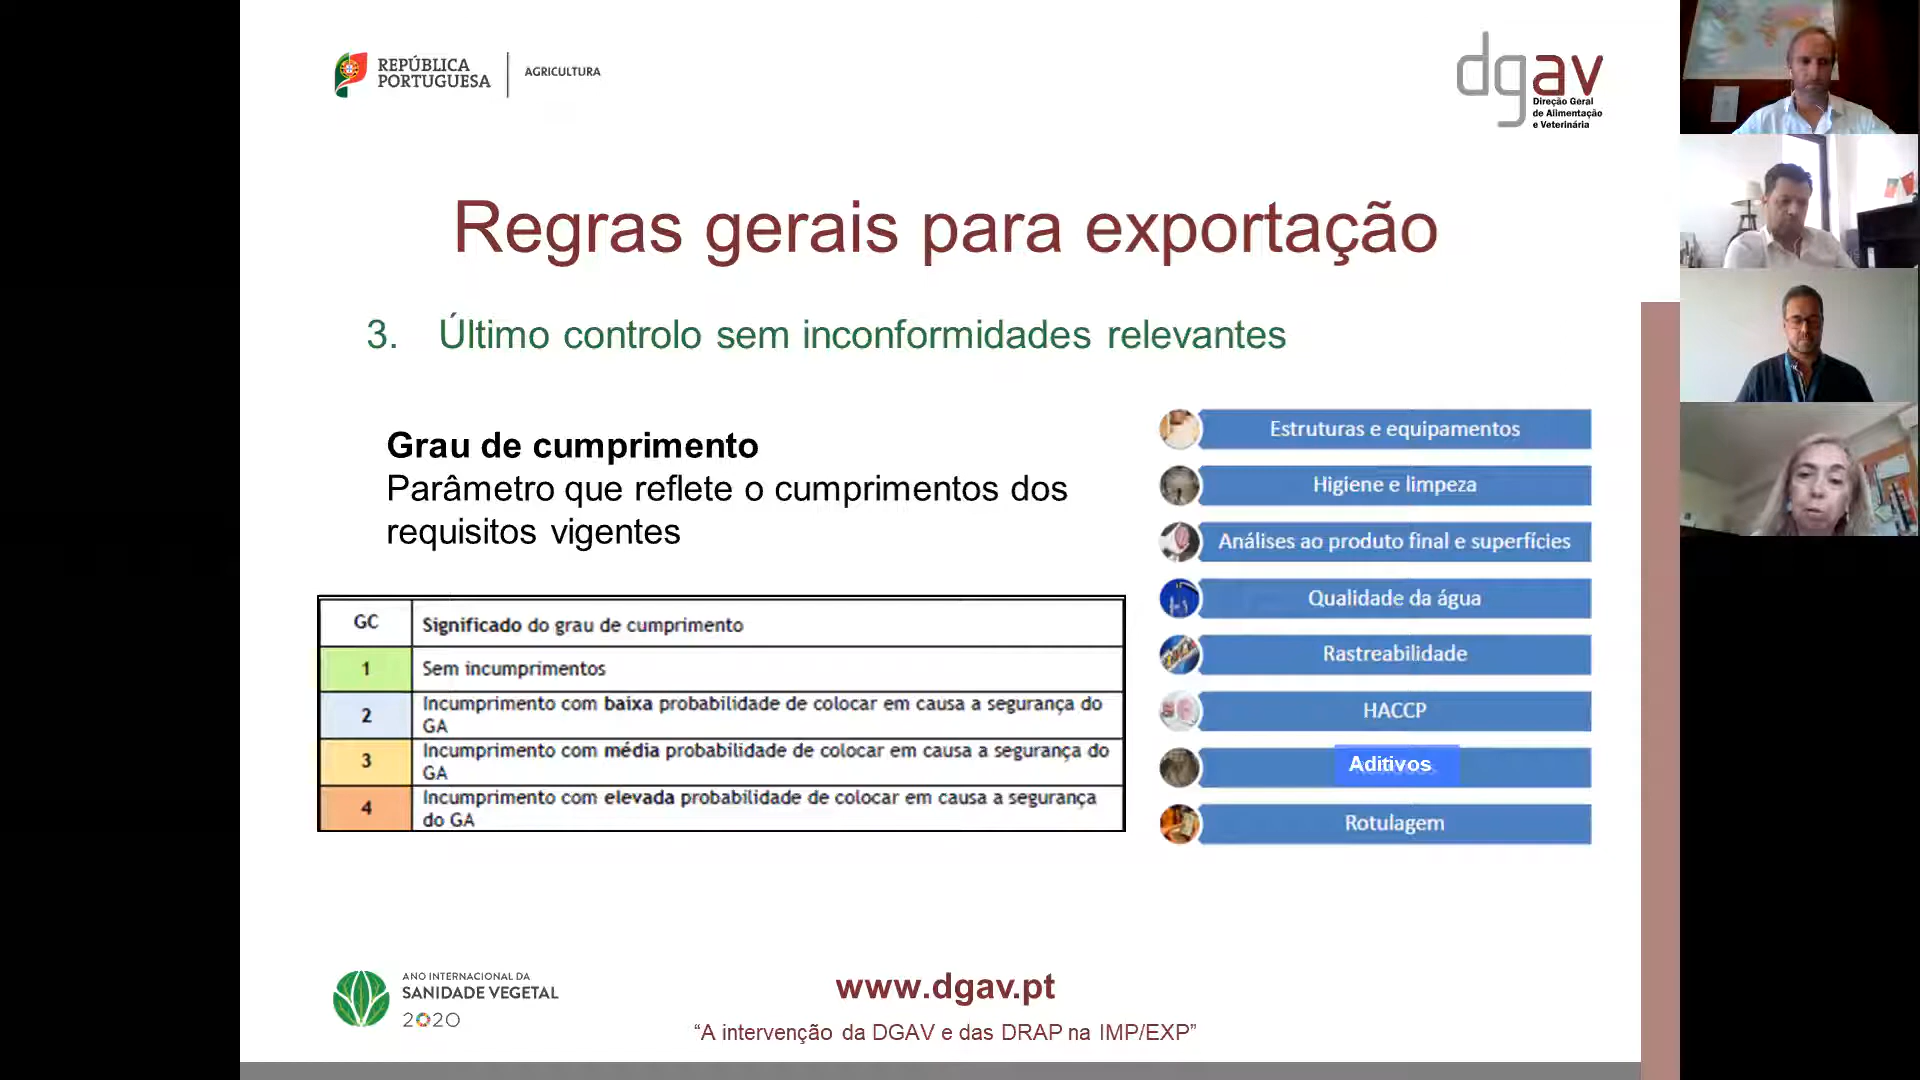 REPÚBLICA
PORTUGUESA
AGRICULTURA
dgav
Direção Geral
de Alimentação
e Veterinária
Regras gerais para exportação
3. Último controlo sem inconformidades relevantes
Grau de cumprimento
Parâmetro que reflete o cumprimentos dos
requisitos vigentes
GC Significado do grau de cumprimento
1 Sem incumprimentos
2 Incumprimento com baixa probabilidade de colocar em causa a segurança do
GA
3 Incumprimento com média probabilidade de colocar em causa a segurança do
GA
4 Incumprimento com elevada probabilidade de colocar em causa a segurança
do GA
Estruturas e equipamentos
Higiene e limpeza
Análises ao produto final e superfícies
Qualidade da água
Rastreabilidade
HACCP
Aditivos
Rotulagem
ANO INTERNACIONAL DA
SANIDADE VEGETAL
2020
www.dgav.pt
“A intervenção da DGAV e das DRAP na IMP/EXP”